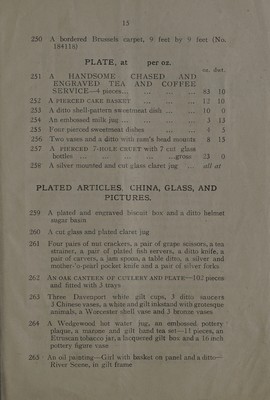 15
250 A bordered Brussels carpet, 9 feet by 9 feet (No.
184118)
PLATE, at per oz.
oz. dwt.
251 A HANDSOME CHASED AND
ENGRAVED TEA AND COFFEE
SERVICE—4 pieces... ... ... ... 83 10
252 A PIERCED CAKE BASKET ... ... ... 12 10
253 A ditto shell-pattern sweetmeat dish ... ... 10 0
254 An embossed milk jug ... ... ... 5 13
255 Four pierced sweetmeat dishes ... ... 4 5
256 Two vases and a ditto with ram's head mounts 8 15
257 A PIERCED 7-HOLE CRUET with 7 cut glass
bottles ... ... ... ... ...gross 23 0
258 A silver mounted and cut glass claret jug ... all at
PLATED ARTICLES, CHINA, GLASS, AND
PICTURES.
259 A plated and engraved biscuit box and a ditto helmet
sugar basin
260 A cut glass and plated claret jug
261 Four pairs of nut crackers, a pair of grape scissors, a tea
strainer, a pair of plated fish servers, a ditto knife, a
pair of carvers, a jam spoon, a table ditto, a silver and
mother-'o-pearl pocket knife and a pair of silver forks
262 AN OAK CANTEEN OF CUTLERY AND PLATE—103 pieces
and fitted with 3 trays
263 Three Davenport white gilt cups, 3 ditto saucers
3 Chinese vases, a white and gilt inkstand with grotesque
animals, a Worcester shell vase and 3 bronze vases
264 A Wedgewood hot water jug, an embossed pottery
plaque, a maroon and gilt hand tea set—11 pieces, an
Etruscan tobacco jar, a lacquered gilt box and a 16 inch
pottery figure vase
265 An oil painting—Girl with basket on panel and a ditto—
River Scene, in gilt frame